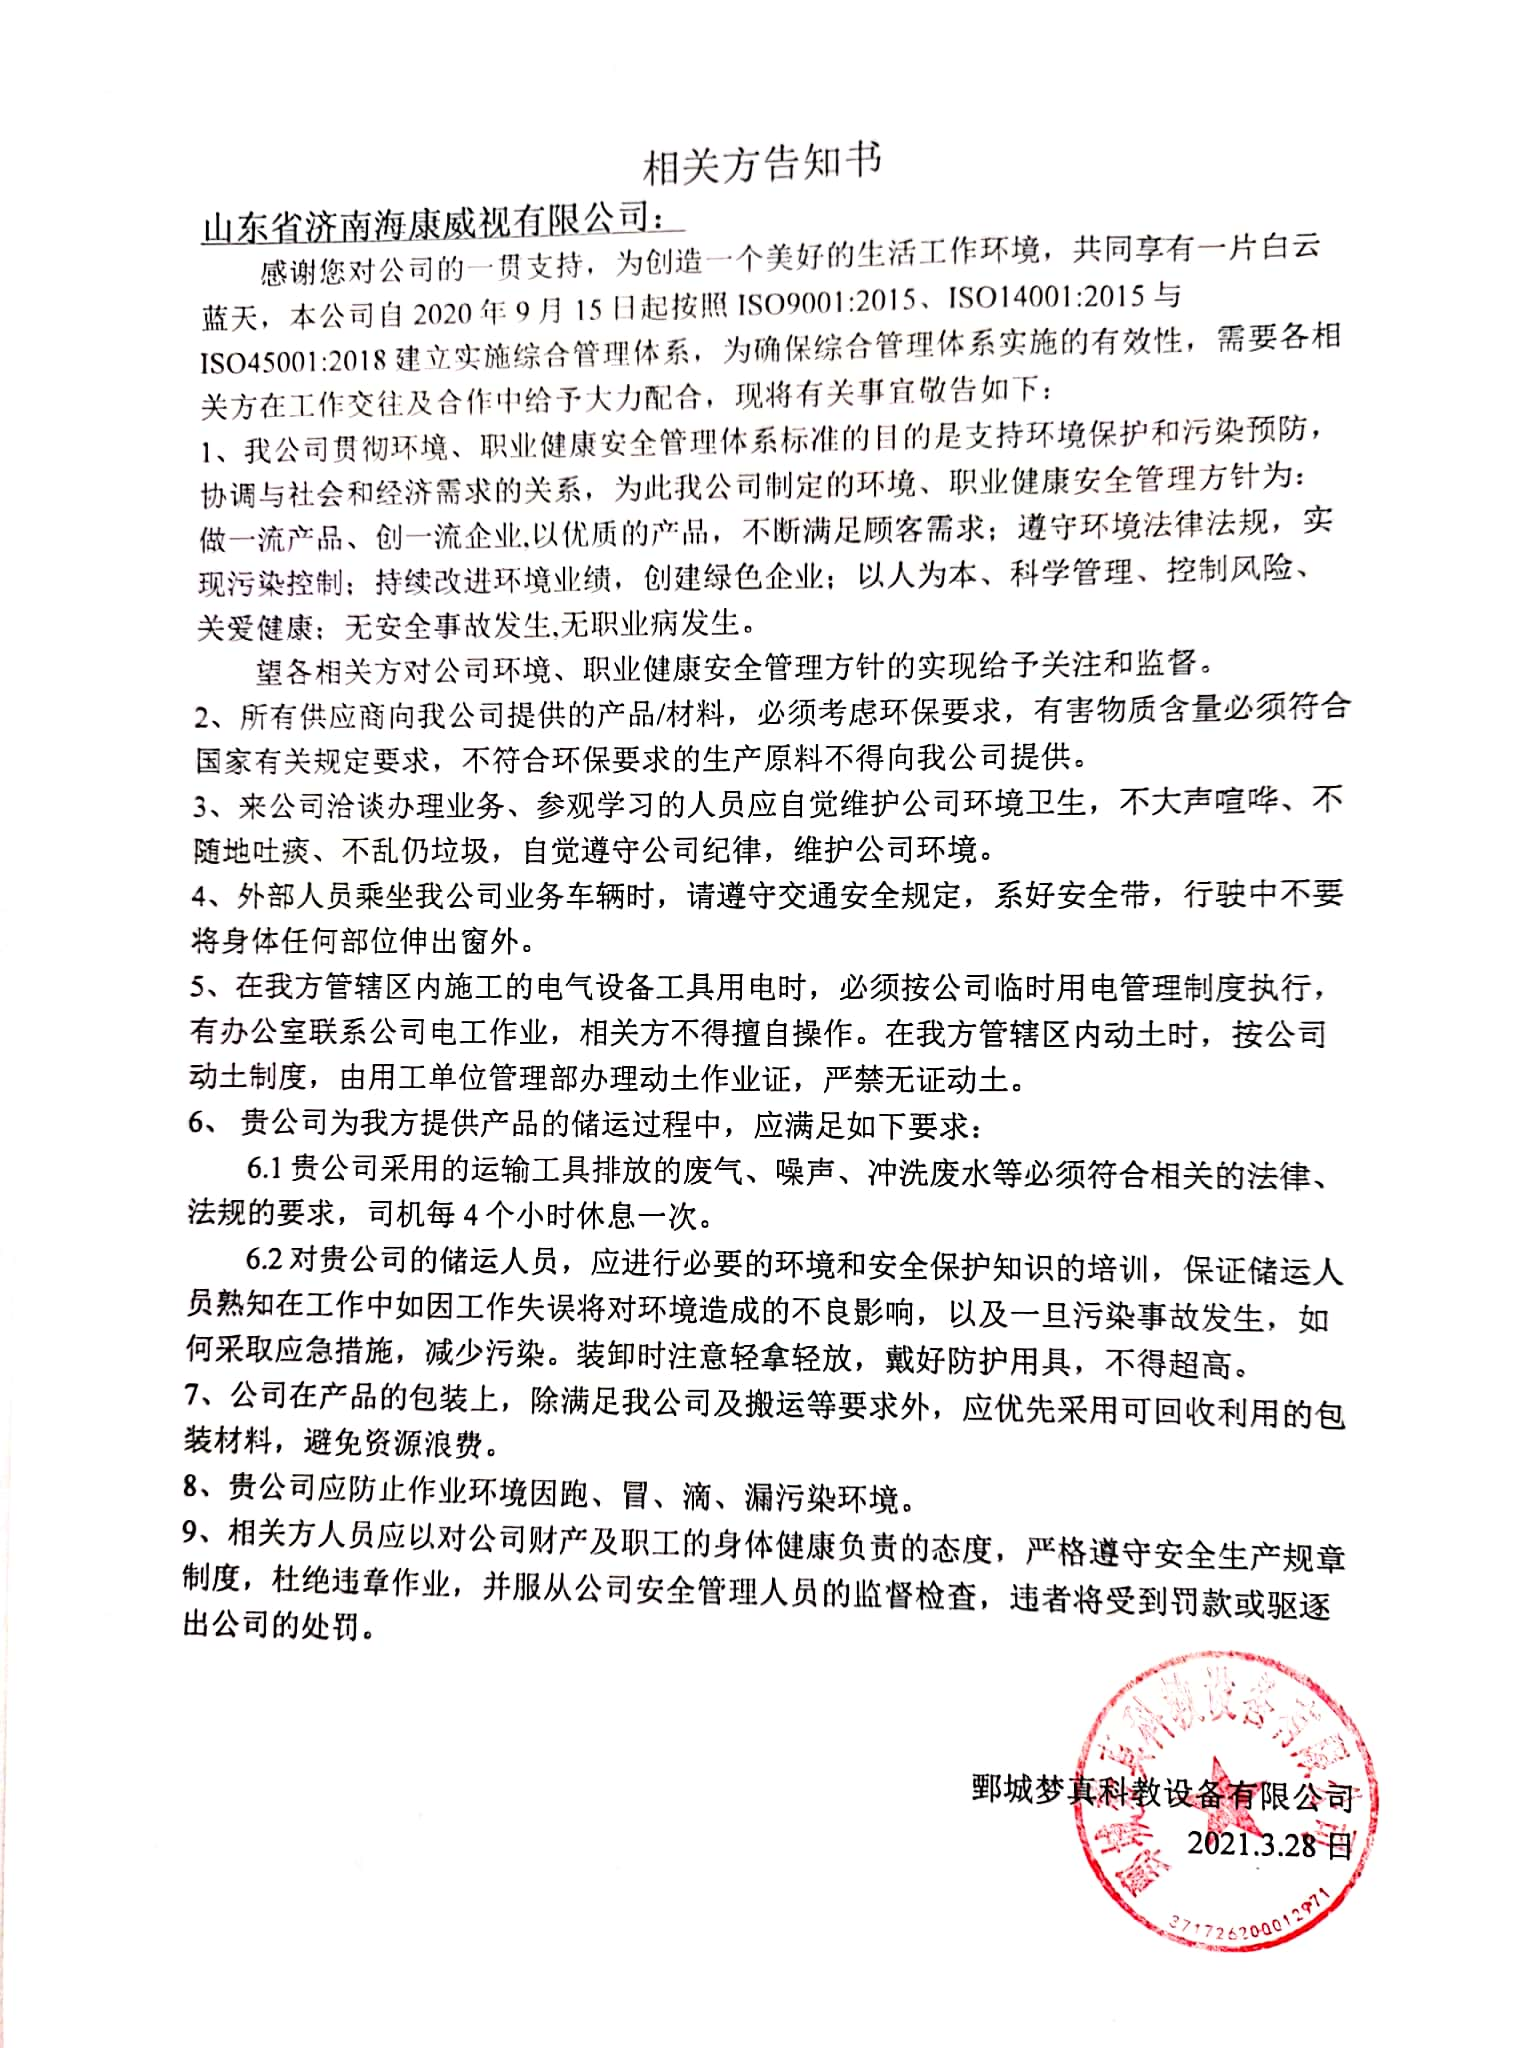 相关方告知书
山东省济南海康威视有限公司：
感谢您对公司的一贯支持，为创造一个美好的生活工作环境，共同享有一片白云
蓝天，本公司自 2020 年 9 月 15 日起按照 ISO9001:2015、ISO14001:2015 与
ISO45001:2018 建立实施综合管理体系，为确保综合管理体系实施的有效性，需要各相
关方在工作交往及合作中给予大力配合，现将有关事宜敬告如下：
1、我公司贯彻环境、职业健康安全管理体系标准的目的是支持环境保护和污染预防，
协调与社会和经济需求的关系，为此我公司制定的环境、职业健康安全管理方针为：
做一流产品、创一流企业,以优质的产品，不断满足顾客需求；遵守环境法律法规，实
现污染控制；持续改进环境业绩，创建绿色企业；以人为本、科学管理、控制风险、
关爱健康；无安全事故发生,无职业病发生。
望各相关方对公司环境、职业健康安全管理方针的实现给予关注和监督。
2、所有供应商向我公司提供的产品/材料，必须考虑环保要求，有害物质含量必须符合
国家有关规定要求，不符合环保要求的生产原料不得向我公司提供。
3、来公司洽谈办理业务、参观学习的人员应自觉维护公司环境卫生，不大声喧哗、不
随地吐痰、不乱仍垃圾，自觉遵守公司纪律，维护公司环境。
4、外部人员乘坐我公司业务车辆时，请遵守交通安全规定，系好安全带，行驶中不要
将身体任何部位伸出窗外。
5、在我方管辖区内施工的电气设备工具用电时，必须按公司临时用电管理制度执行，
有办公室联系公司电工作业，相关方不得擅自操作。在我方管辖区内动土时，按公司
动土制度，由用工单位管理部办理动土作业证，严禁无证动土。
6、 贵公司为我方提供产品的储运过程中，应满足如下要求：
6.1 贵公司采用的运输工具排放的废气、噪声、冲洗废水等必须符合相关的法律、
法规的要求，司机每 4 个小时休息一次。
6.2 对贵公司的储运人员，应进行必要的环境和安全保护知识的培训，保证储运人
员熟知在工作中如因工作失误将对环境造成的不良影响，以及一旦污染事故发生，如
何采取应急措施，减少污染。装卸时注意轻拿轻放，戴好防护用具，不得超高。
7、公司在产品的包装上，除满足我公司及搬运等要求外，应优先采用可回收利用的包
装材料，避免资源浪费。
8、贵公司应防止作业环境因跑、冒、滴、漏污染环境。
9、相关方人员应以对公司财产及职工的身体健康负责的态度，严格遵守安全生产规章
制度，杜绝违章作业，并服从公司安全管理人员的监督检查，违者将受到罚款或驱逐
出公司的处罚。
鄄城梦真科教设备有限公司
2021.3.28 日
鄄城梦真科教设备有限公司
371726200012971